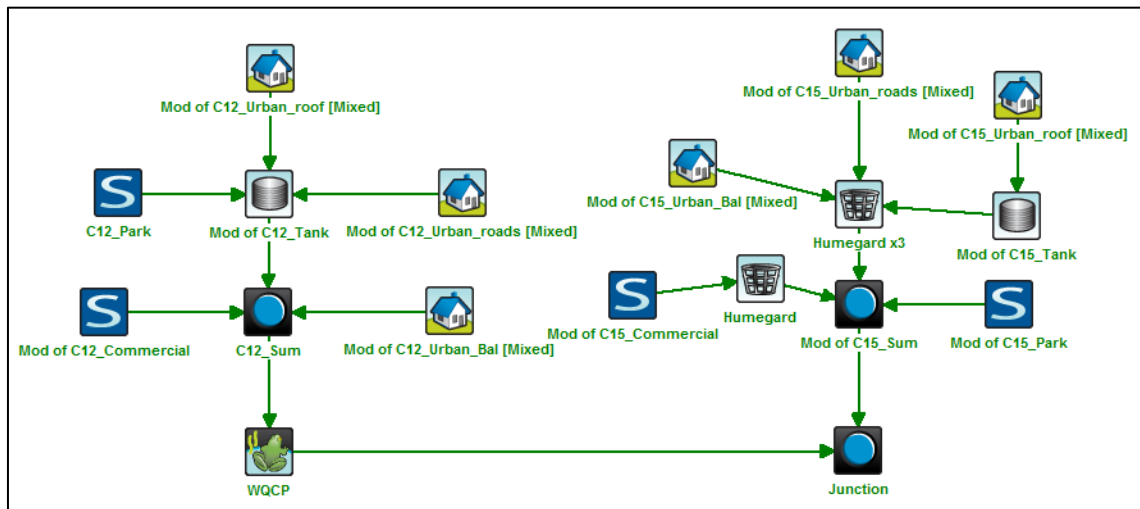 Mod of C12_Urban_roof [Mixed]
C12_Park
Mod of C12_Tank
Mod of C12_Urban_roads [Mixed]
Mod of C12_Commercial
C12_Sum
Mod of C12_Urban_Bal [Mixed]
WQCP
Mod of C15_Urban_roads [Mixed]
Mod of C15_Urban_roof [Mixed]
Mod of C15_Urban_Bal [Mixed]
Humegard x3
Mod of C15_Tank
Mod of C15_Commercial
Humegard
Mod of C15_Sum
Mod of C15_Park
Junction
S
S
S
S